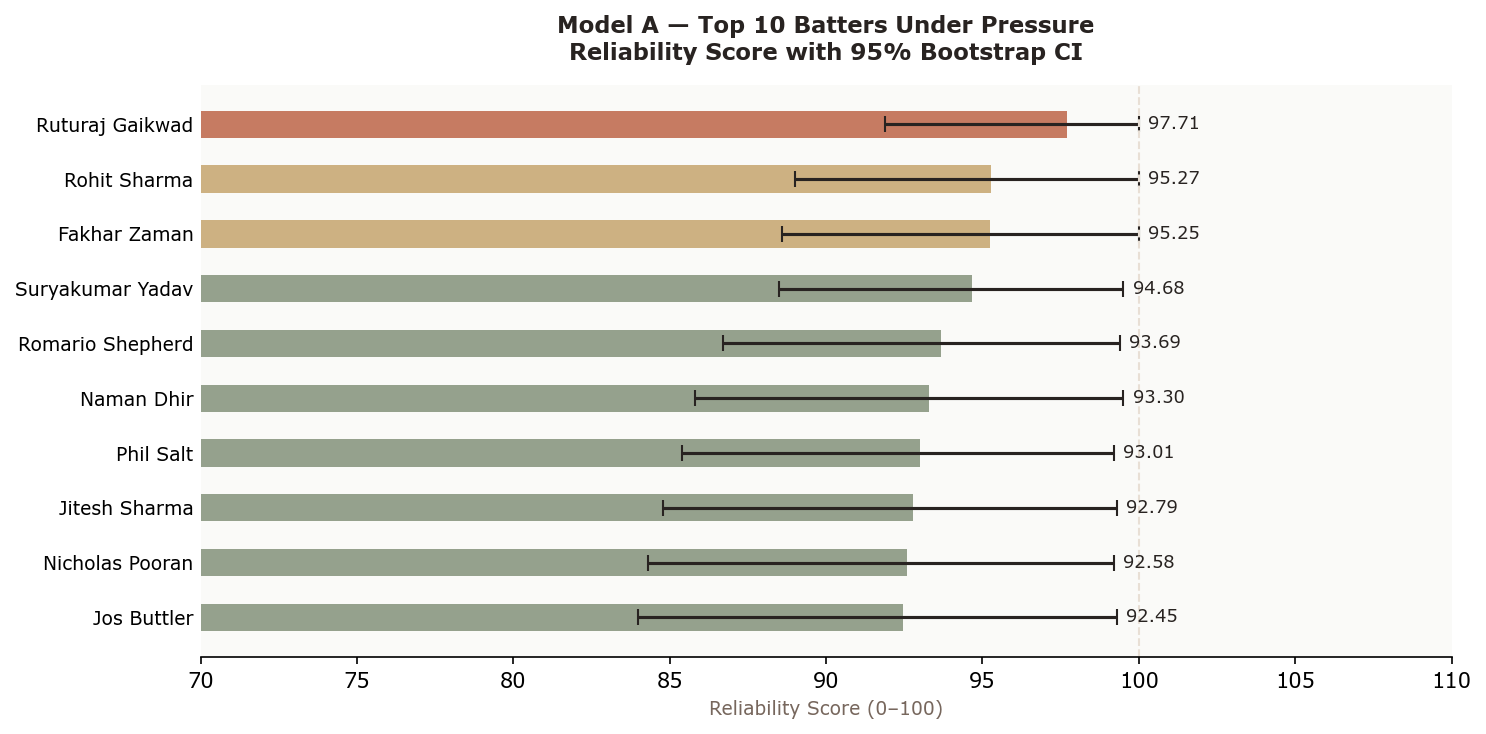 Model A — Top 10 Batters Under Pressure
Reliability Score with 95% Bootstrap CI
Ruturaj Gaikwad 97.71
Rohit Sharma 95.27
Fakhar Zaman 95.25
Suryakumar Yadav 94.68
Romario Shepherd 93.69
Naman Dhir 93.30
Phil Salt 93.01
Jitesh Sharma 92.79
Nicholas Pooran 92.58
Jos Buttler 92.45
70 75 80 85 90 95 100 105 110
Reliability Score (0–100)